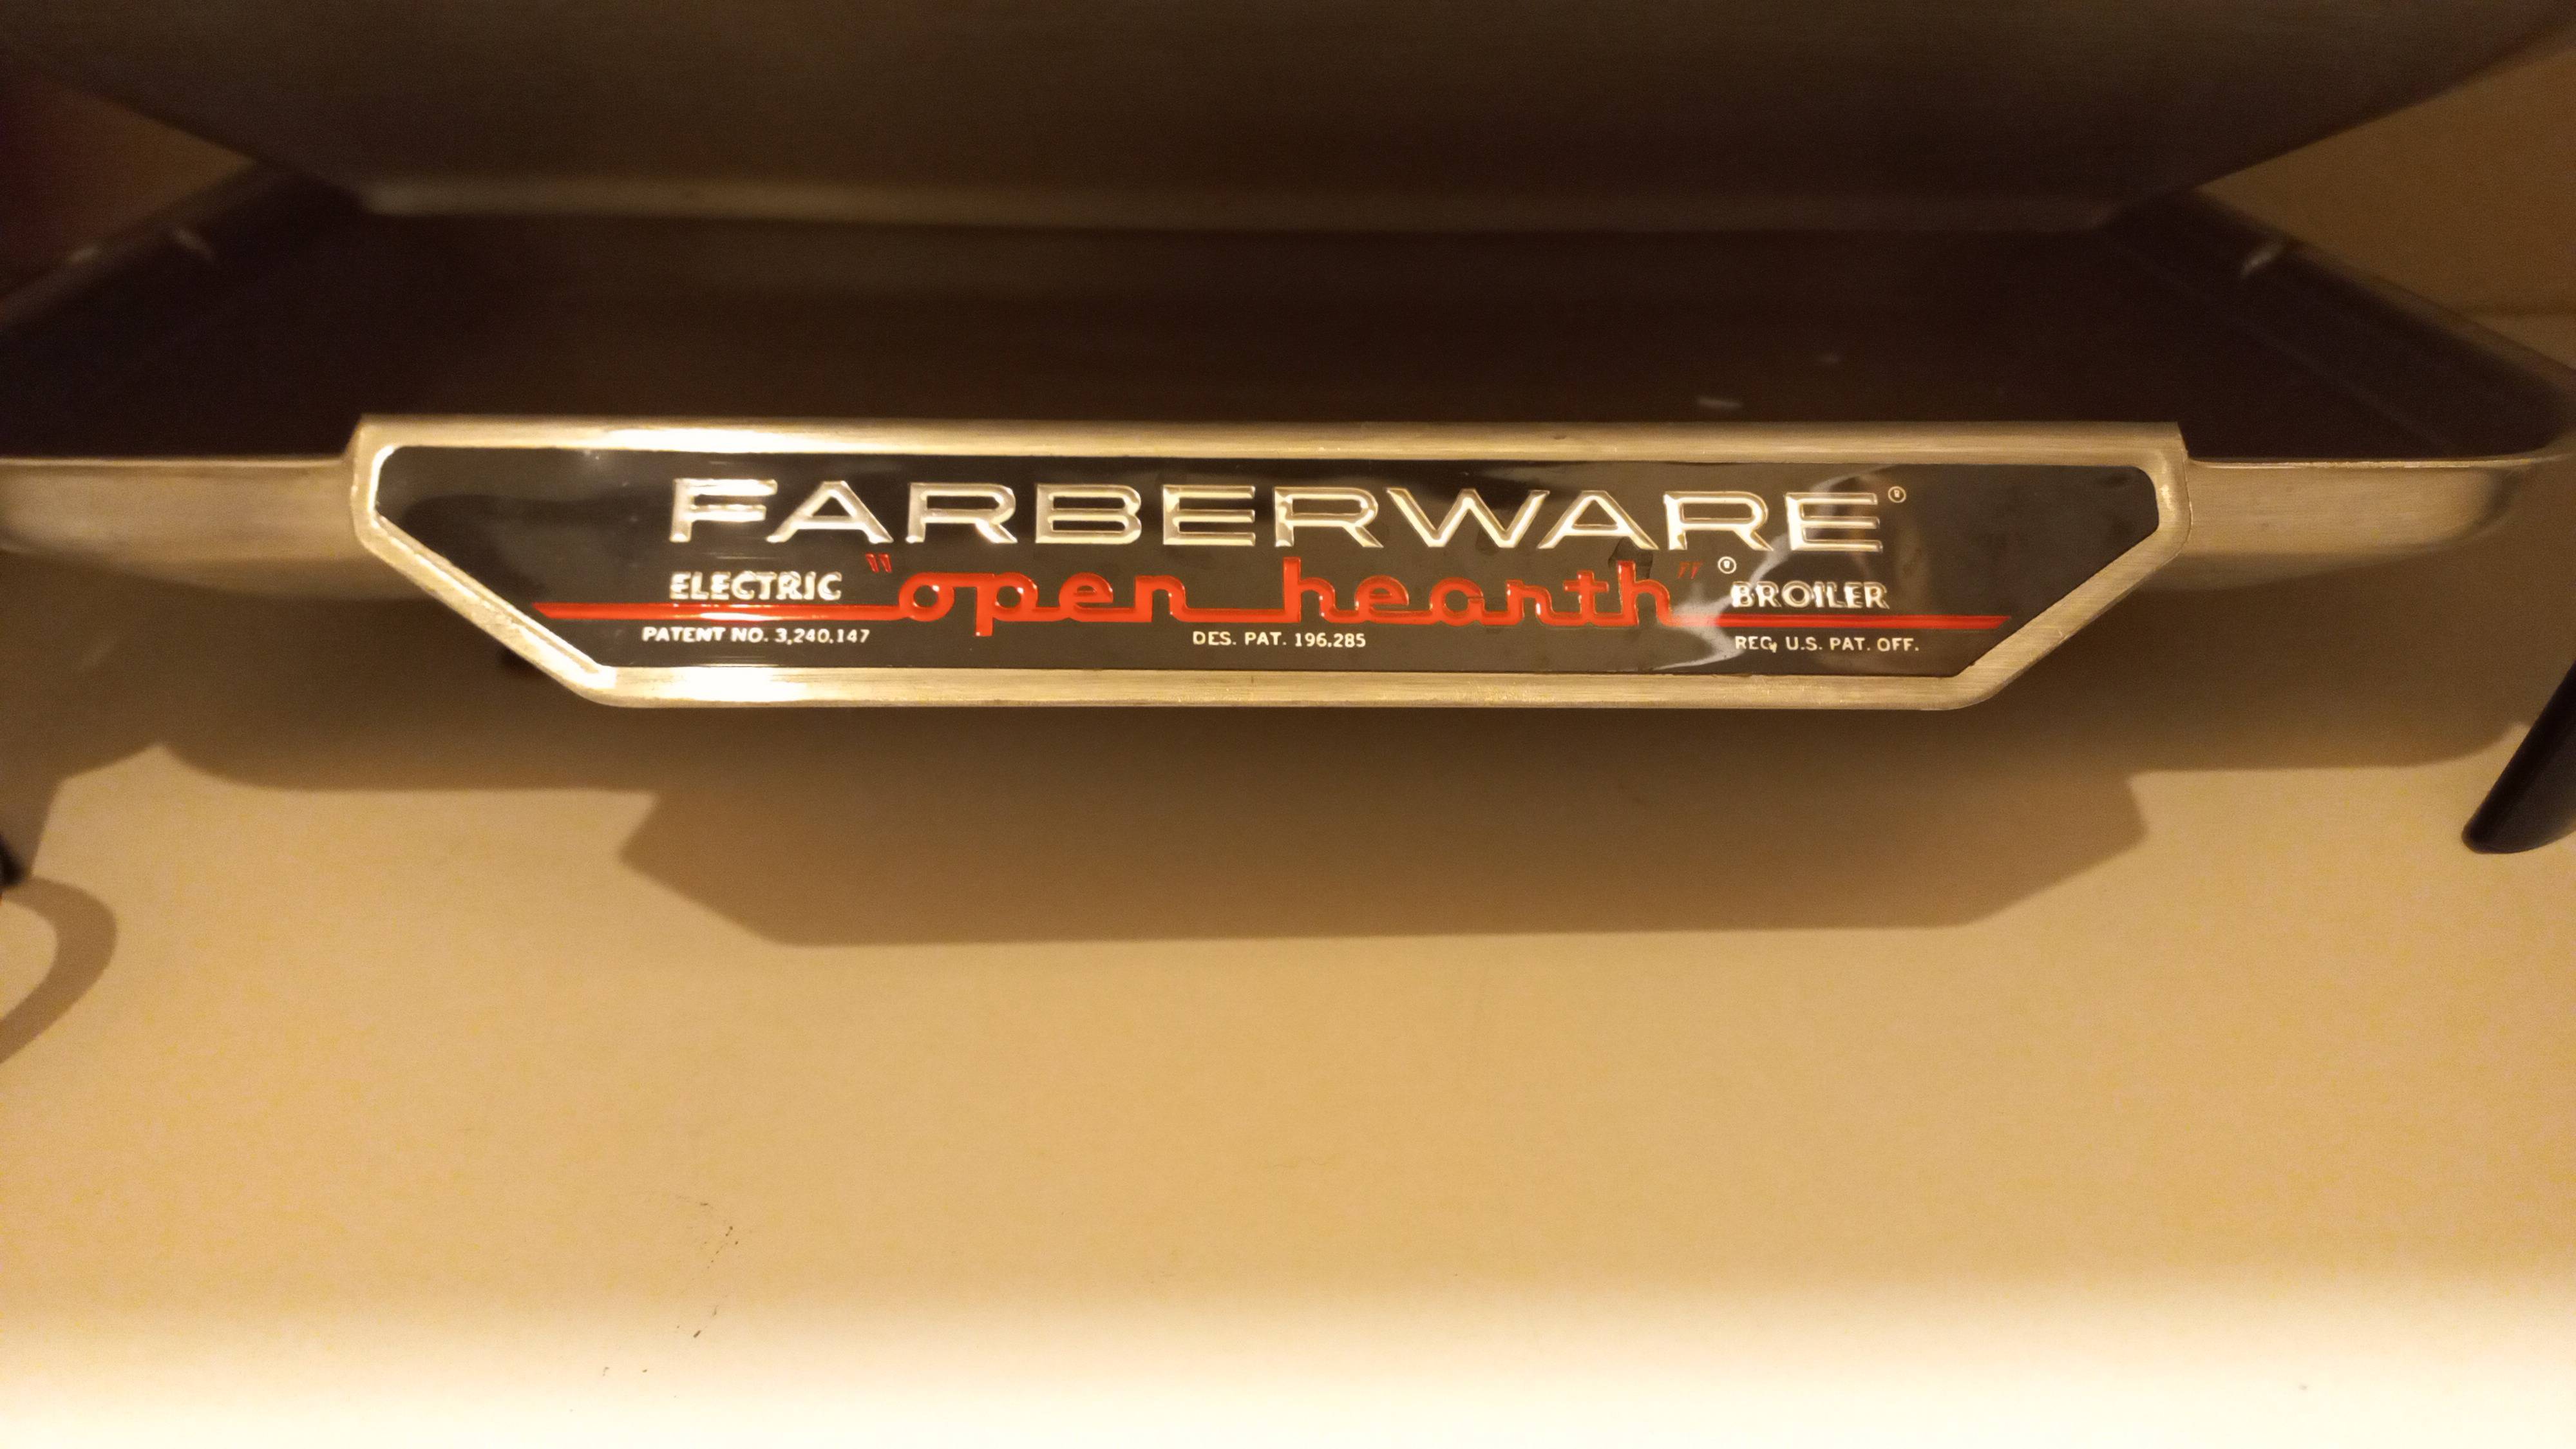 FARBERWARE®
ELECTRIC "open hearth"® BROILER
PATENT NO. 3,240,147 DES. PAT. 196,285 REG. U.S. PAT. OFF.